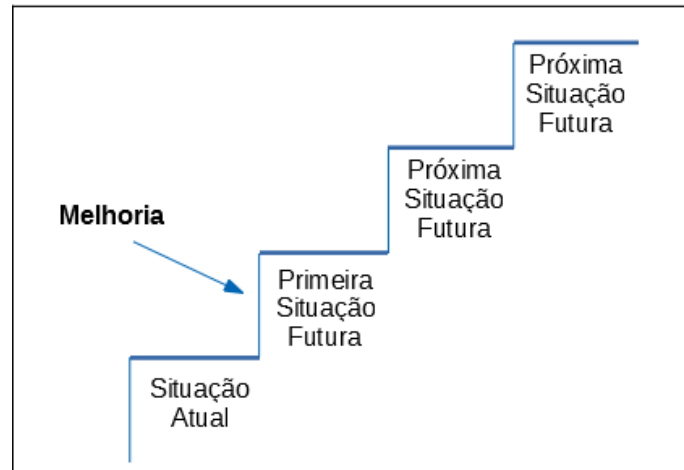 Próxima
Situação
Futura
Próxima
Situação
Futura
Melhoria
Primeira
Situação
Futura
Situação
Atual